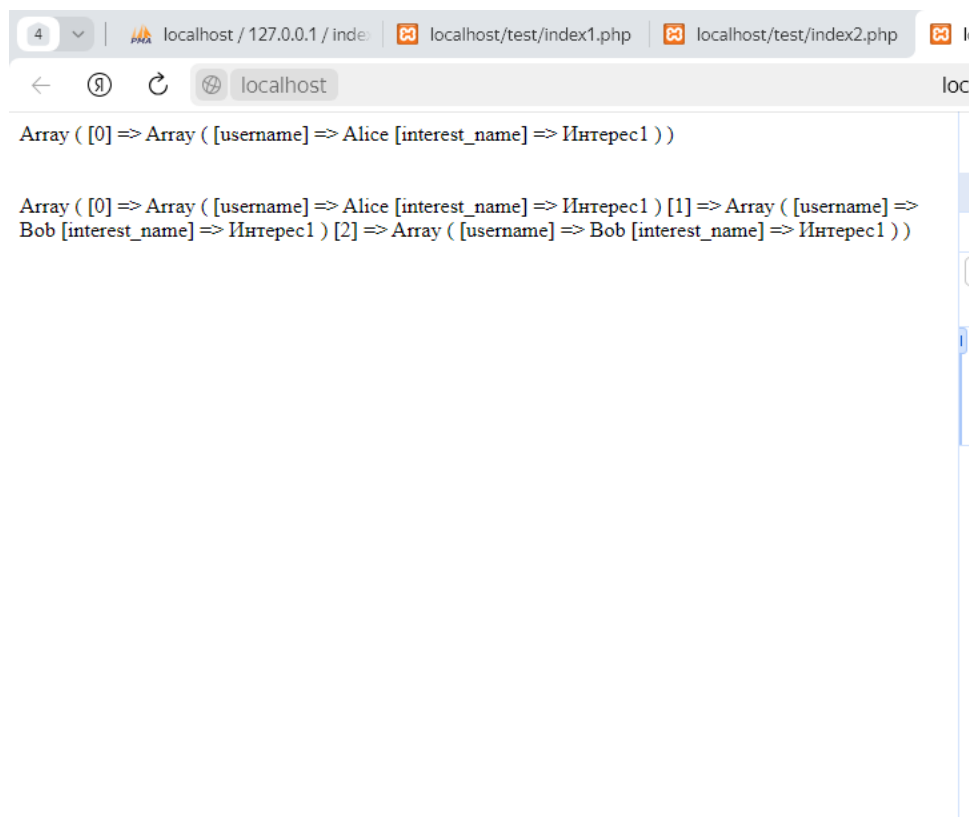 4
PMA localhost / 127.0.0.1 / inde
localhost/test/index1.php
localhost/test/index2.php
Я localhost
loc
Array ( [0] => Array ( [username] => Alice [interest_name] => Интерес1 ) )
Array ( [0] => Array ( [username] => Alice [interest_name] => Интерес1 ) [1] => Array ( [username] =>
Bob [interest_name] => Интерес1 ) [2] => Array ( [username] => Bob [interest_name] => Интерес1 ) )